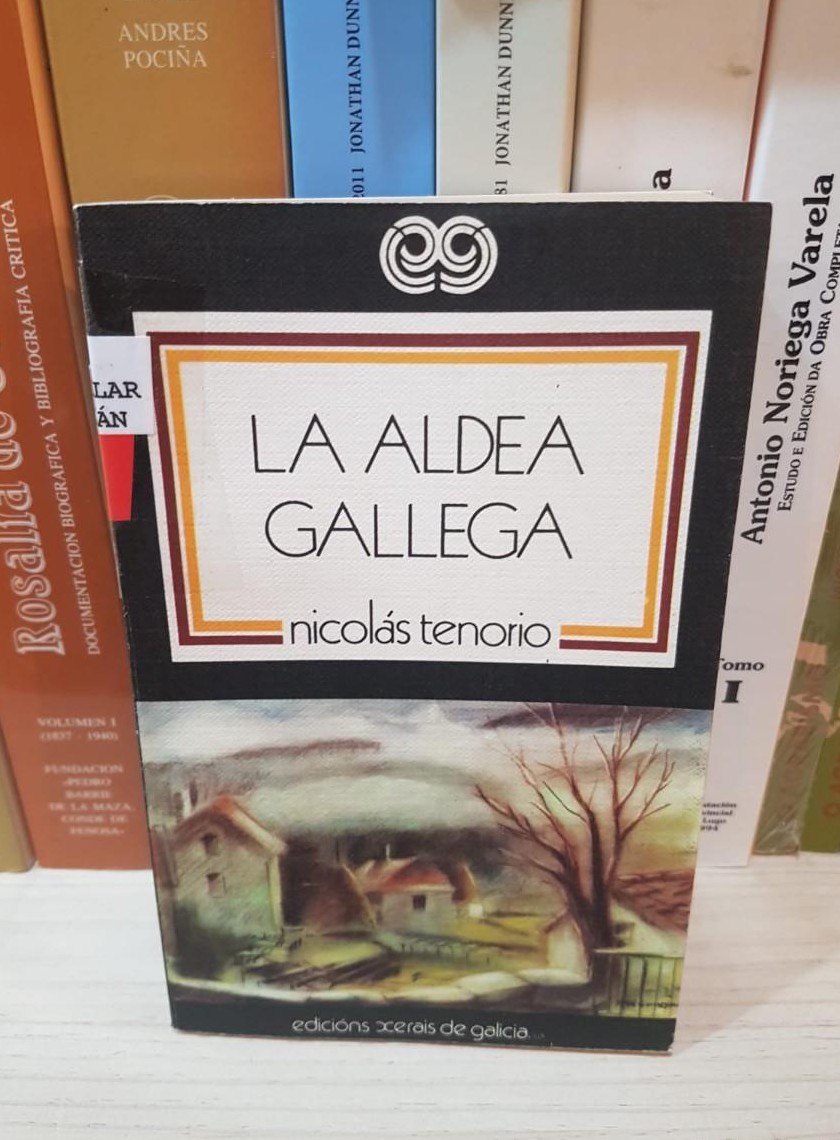 ANDRES
POCIÑA
2011 JONATHAN DUNN
81 JONATHAN DUNN
a
Antonio Noriega Varela
ESTUDO E EDICIÓN DA OBRA COMPLET
Tomo
I
Rosalía de
DOCUMENTACION BIOGRAFICA Y BIBLIOGRAFIA CRITICA
VOLUMEN I
(1837 - 1940)
FUNDACION
«PEDRO
BARRIE
DE LA MAZA,
CONDE DE
FENOSA»
LAR
ÁN
LA ALDEA
GALLEGA
nicolás tenorio
edicións xerais de galicia